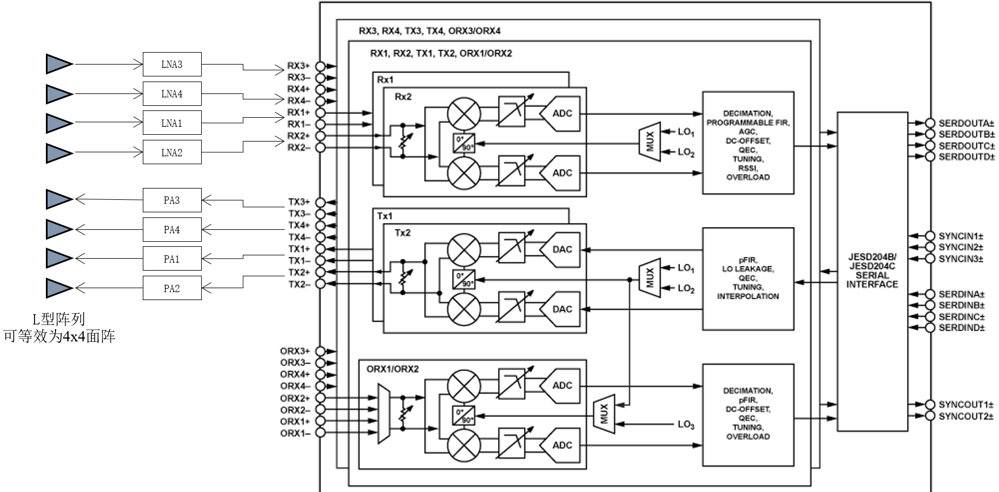 RX3, RX4, TX3, TX4, ORX3/ORX4
RX1, RX2, TX1, TX2, ORX1/ORX2
LNA3
LNA4
LNA1
LNA2
RX3+
RX3–
RX4+
RX4–
RX1+
RX1–
RX2+
RX2–
Rx1
Rx2
0°
90°
ADC
ADC
MUX
LO1
LO2
DECIMATION,
PROGRAMMABLE FIR,
AGC,
DC-OFFSET,
QEC,
TUNING,
RSSI,
OVERLOAD
SERDOUTA±
SERDOUTB±
SERDOUTC±
SERDOUTD±
PA3
PA4
PA1
PA2
L型阵列
可等效为4x4面阵
TX3+
TX3–
TX4+
TX4–
TX1+
TX1–
TX2+
TX2–
Tx1
Tx2
0°
90°
DAC
DAC
MUX
LO1
LO2
pFIR,
LO LEAKAGE,
QEC,
TUNING,
INTERPOLATION
JESD204B/
JESD204C
SERIAL
INTERFACE
SYNCIN1±
SYNCIN2±
SYNCIN3±
SERDINA±
SERDINB±
SERDINC±
SERDIND±
ORX3+
ORX3–
ORX4+
ORX4–
ORX2+
ORX2–
ORX1+
ORX1–
ORX1/ORX2
0°
90°
ADC
ADC
MUX
LO3
DECIMATION,
pFIR,
DC-OFFSET,
QEC,
TUNING,
OVERLOAD
SYNCOUT1±
SYNCOUT2±